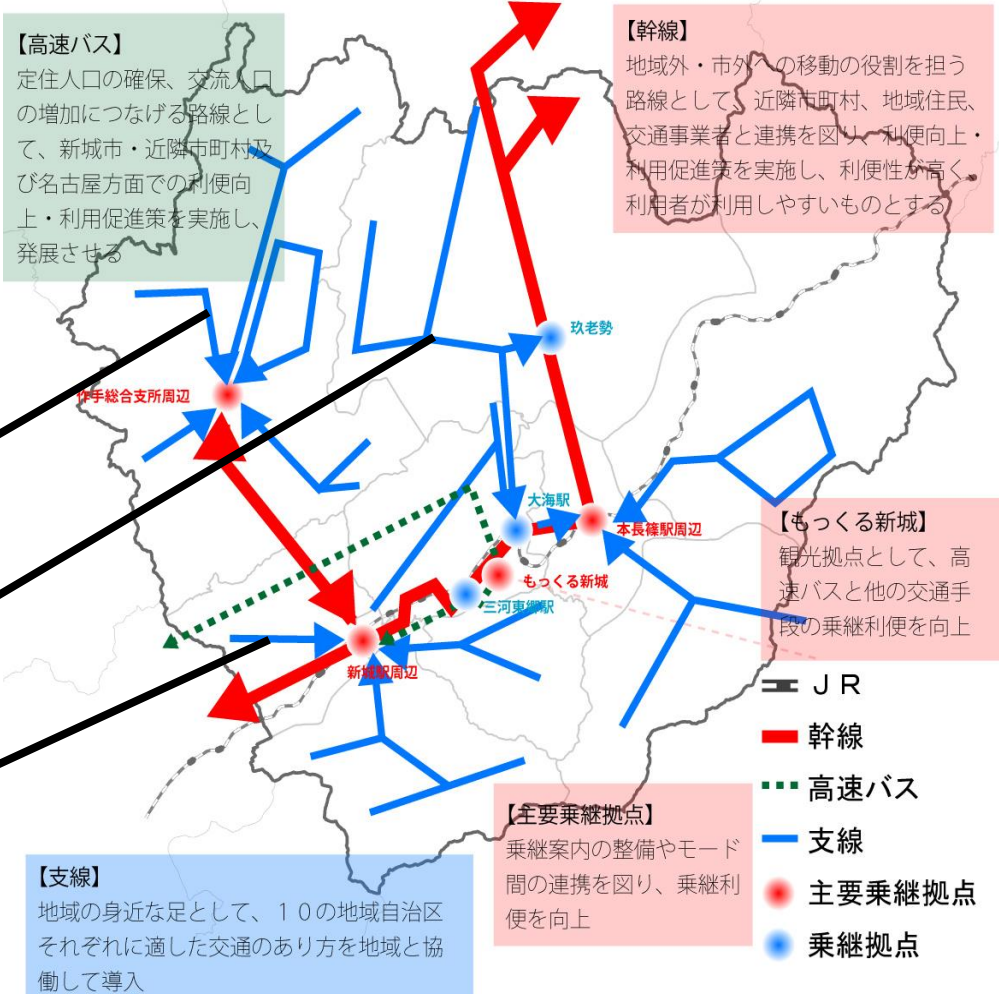 【高速バス】
定住人口の確保、交流人口
の増加につなげる路線とし
て、新城市・近隣市町村及
び名古屋方面での利便向
上・利用促進策を実施し、
発展させる
【幹線】
地域外・市外への移動の役割を担う
路線として、近隣市町村、地域住民、
交通事業者と連携を図り、利便向上・
利用促進策を実施し、利便性が高く、
利用者が利用しやすいものとする
玖老勢
作手総合支所周辺
大海駅
本長篠駅周辺
もっくる新城
三河東郷駅
新城駅周辺
【もっくる新城】
観光拠点として、高
速バスと他の交通手
段の乗継利便を向上
ＪＲ
幹線
高速バス
支線
主要乗継拠点
乗継拠点
【主要乗継拠点】
乗継案内の整備やモード
間の連携を図り、乗継利
便を向上
【支線】
地域の身近な足として、１０の地域自治区
それぞれに適した交通のあり方を地域と協
働して導入